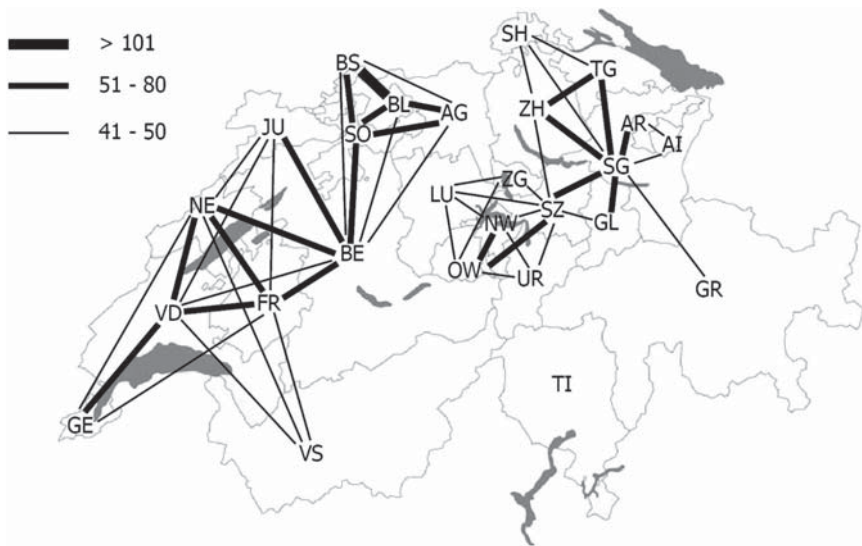 > 101
51 - 80
41 - 50
SH
BS
TG
BL
ZH
AG
AR
JU
SO
AI
SG
ZG
LU
NE
SZ
NW
GL
BE
OW
UR
GR
FR
VD
TI
GE
VS